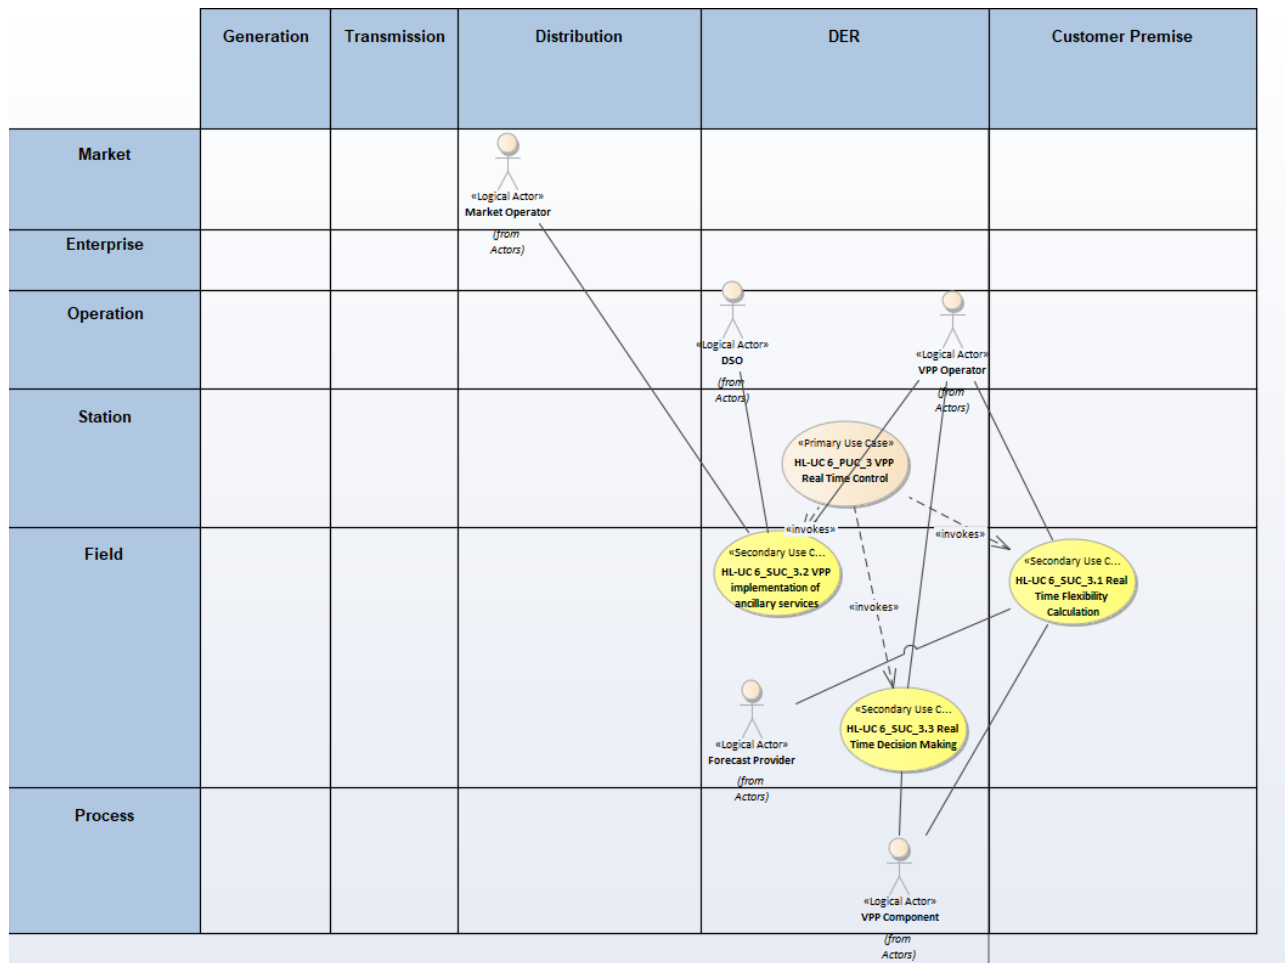 Generation
Transmission
Distribution
DER
Customer Premise
Market
«Logical Actor»
Market Operator
(from
Actors)
Enterprise
Operation
«Logical Actor»
DSO
(from
Actors)
«Logical Actor»
VPP Operator
(from
Actors)
Station
«Primary Use Case»
HL-UC 6_PUC_3 VPP
Real Time Control
«invokes»
«invokes»
«invokes»
Field
«Secondary Use C...
HL-UC 6_SUC_3.2 VPP
implementation of
ancillary services
«Secondary Use C...
HL-UC 6_SUC_3.1 Real
Time Flexibility
Calculation
«Logical Actor»
Forecast Provider
(from
Actors)
«Secondary Use C...
HL-UC 6_SUC_3.3 Real
Time Decision Making
Process
«Logical Actor»
VPP Component
(from
Actors)